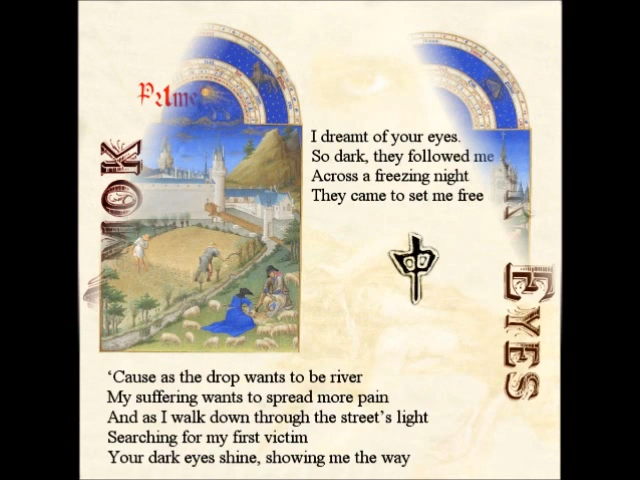 Prime
I dreamt of your eyes.
So dark, they followed me
Across a freezing night
They came to set me free
中
EYES
‘Cause as the drop wants to be river
My suffering wants to spread more pain
And as I walk down through the street’s light
Searching for my first victim
Your dark eyes shine, showing me the way